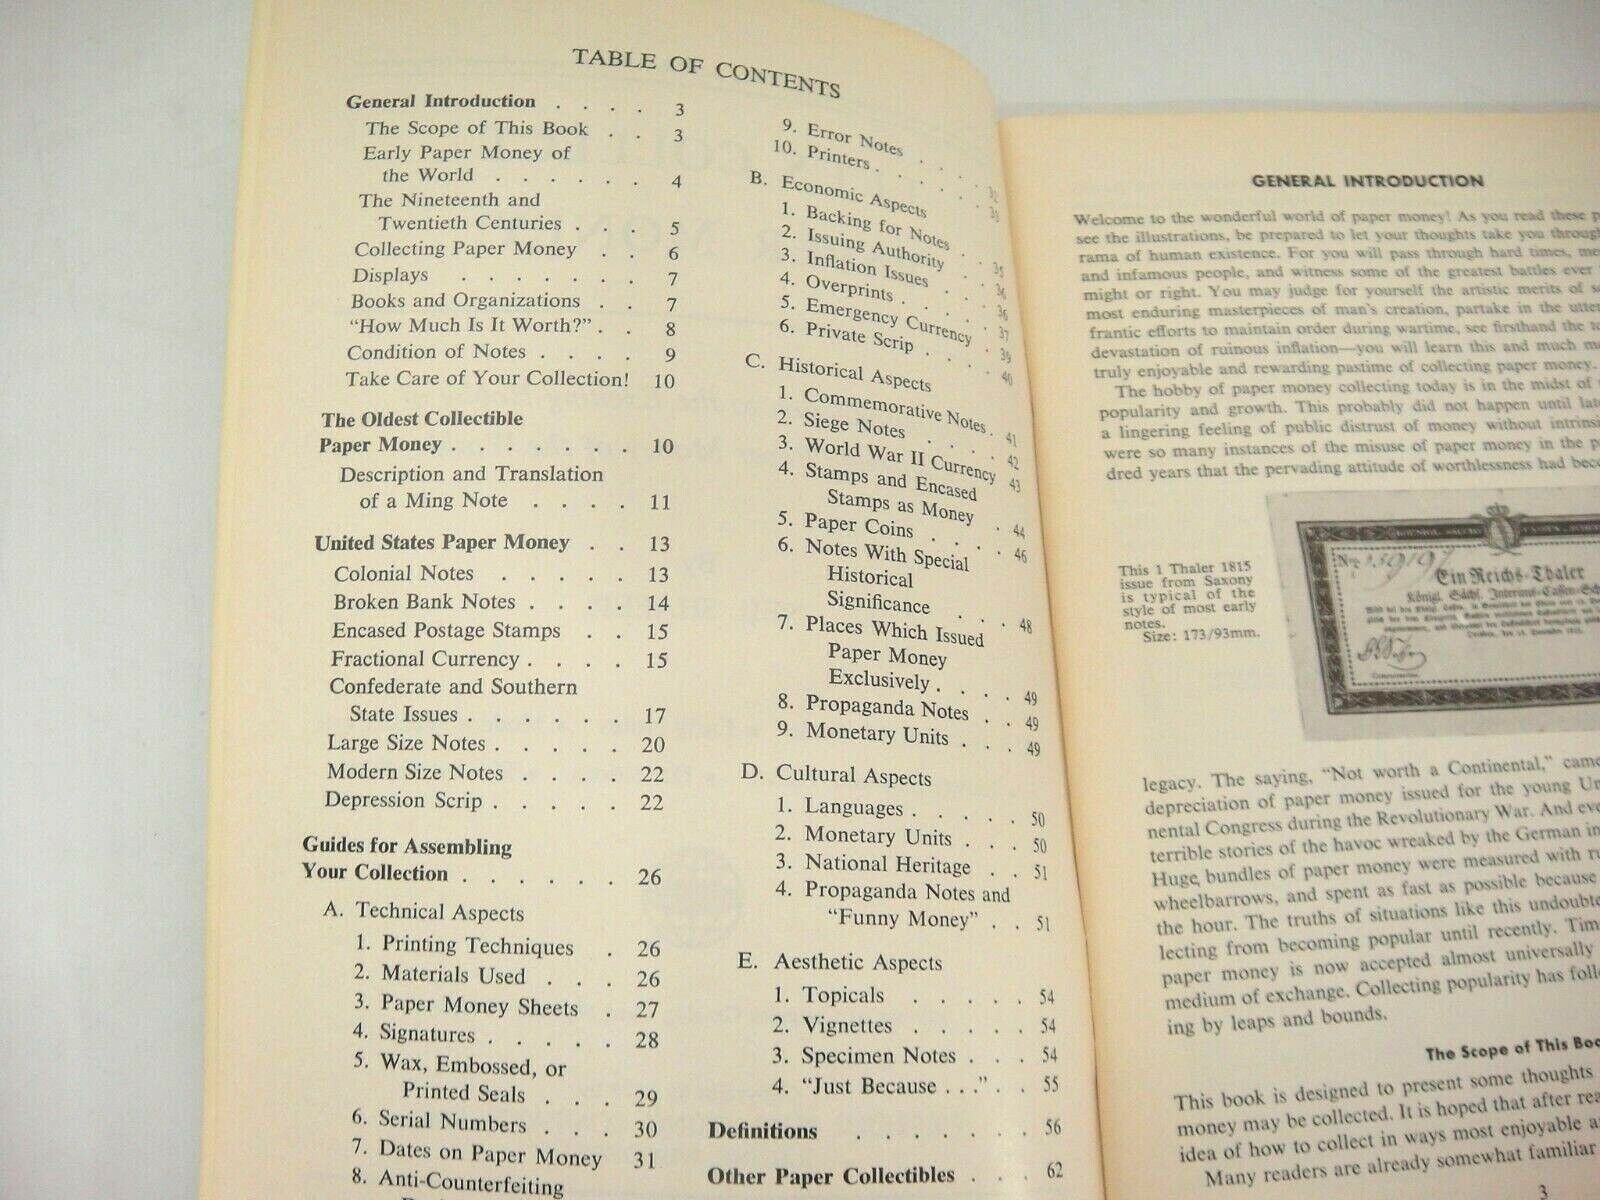 TABLE OF CONTENTS
General Introduction . . . . 3
The Scope of This Book . . 3
Early Paper Money of
the World . . . . . . 4
The Nineteenth and
Twentieth Centuries . . . 5
Collecting Paper Money . . 6
Displays . . . . . . 7
Books and Organizations . . 7
"How Much Is It Worth?" . . 8
Condition of Notes . . . . 9
Take Care of Your Collection! 10
The Oldest Collectible
Paper Money . . . . . . . 10
Description and Translation
of a Ming Note . . . . 11
United States Paper Money . . 13
Colonial Notes . . . . . 13
Broken Bank Notes . . . . 14
Encased Postage Stamps . . 15
Fractional Currency . . . . 15
Confederate and Southern
State Issues . . . . . . 17
Large Size Notes . . . . . 20
Modern Size Notes . . . . 22
Depression Scrip . . . . . 22
Guides for Assembling
Your Collection . . . . . . 26
A. Technical Aspects
1. Printing Techniques . 26
2. Materials Used . . . 26
3. Paper Money Sheets . 27
4. Signatures . . . . . 28
5. Wax, Embossed, or
Printed Seals . . . 29
6. Serial Numbers . . . 30
7. Dates on Paper Money 31
8. Anti-Counterfeiting
9. Error Notes . . . . 32
10. Printers . . . . . . 33
B. Economic Aspects
1. Backing for Notes . . 35
2. Issuing Authority . . 36
3. Inflation Issues . . . 36
4. Overprints . . . . . 37
5. Emergency Currency . 39
6. Private Scrip . . . . 40
C. Historical Aspects
1. Commemorative Notes . 41
2. Siege Notes . . . . 42
3. World War II Currency 43
4. Stamps and Encased
Stamps as Money . 44
5. Paper Coins . . . . 46
6. Notes With Special
Historical
Significance . . . . 48
7. Places Which Issued
Paper Money
Exclusively . . . . 49
8. Propaganda Notes . . 49
9. Monetary Units . . . 49
D. Cultural Aspects
1. Languages . . . . . 50
2. Monetary Units . . . 50
3. National Heritage . . 51
4. Propaganda Notes and
"Funny Money" . . 51
E. Aesthetic Aspects
1. Topicals . . . . . 54
2. Vignettes . . . . . 54
3. Specimen Notes . . . 54
4. "Just Because . . ." . . 55
Definitions . . . . . . . 56
Other Paper Collectibles . . . 62
GENERAL INTRODUCTION
Welcome to the wonderful world of paper money! As you read these p
see the illustrations, be prepared to let your thoughts take you through
rama of human existence. For you will pass through hard times, me
and infamous people, and witness some of the greatest battles ever
might or right. You may judge for yourself the artistic merits of s
most enduring masterpieces of man's creation, partake in the utter
frantic efforts to maintain order during wartime, see firsthand the t
devastation of ruinous inflation—you will learn this and much m
truly enjoyable and rewarding pastime of collecting paper money.
The hobby of paper money collecting today is in the midst of
popularity and growth. This probably did not happen until late
a lingering feeling of public distrust of money without intrinsi
were so many instances of the misuse of paper money in the p
dred years that the pervading attitude of worthlessness had beco
This 1 Thaler 1815
issue from Saxony
is typical of the
style of most early
notes.
Size: 173/93mm.
Ein Reichs-Thaler
legacy. The saying, "Not worth a Continental," came
depreciation of paper money issued for the young Un
nental Congress during the Revolutionary War. And eve
terrible stories of the havoc wreaked by the German in
Huge, bundles of paper money were measured with ru
wheelbarrows, and spent as fast as possible because
the hour. The truths of situations like this undoubte
lecting from becoming popular until recently. Tim
paper money is now accepted almost universally
medium of exchange. Collecting popularity has follo
ing by leaps and bounds.
The Scope of This Boo
This book is designed to present some thoughts
money may be collected. It is hoped that after rea
idea of how to collect in ways most enjoyable a
Many readers are already somewhat familiar
3